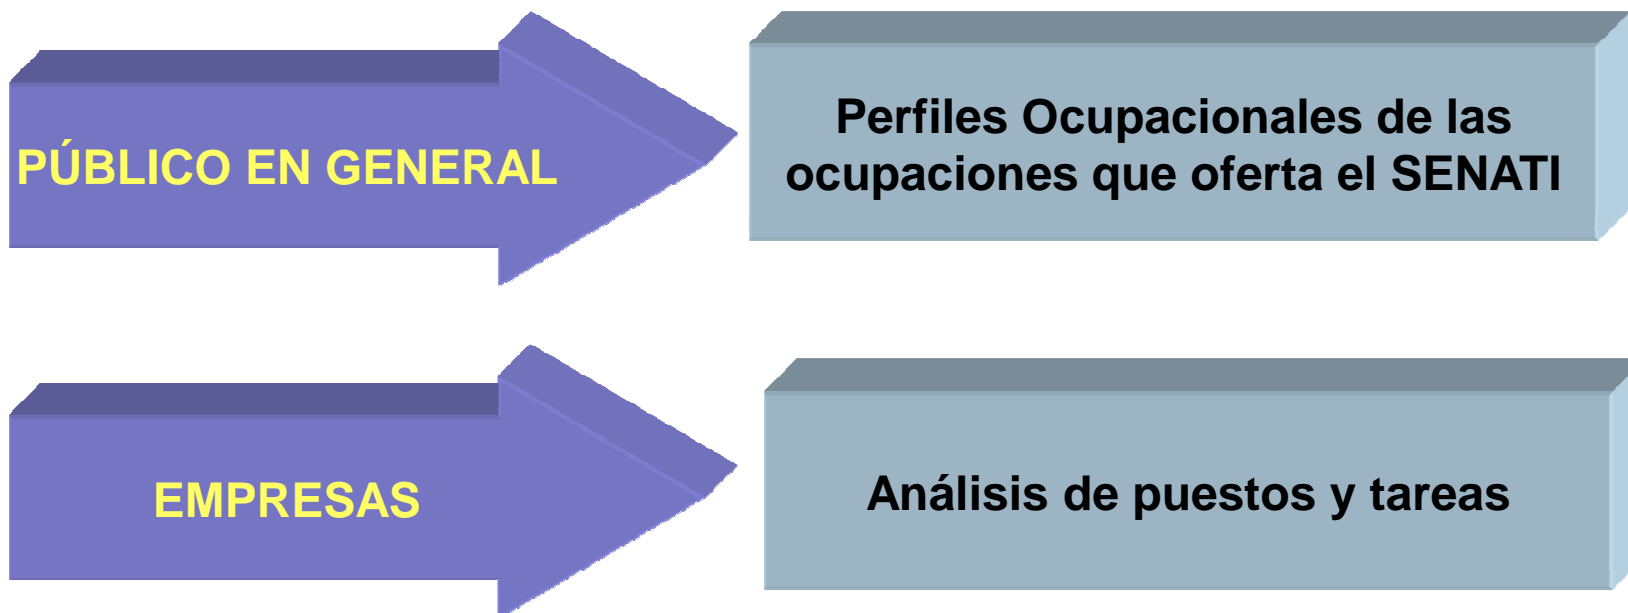 PÚBLICO EN GENERAL
Perfiles Ocupacionales de las
ocupaciones que oferta el SENATI
EMPRESAS
Análisis de puestos y tareas